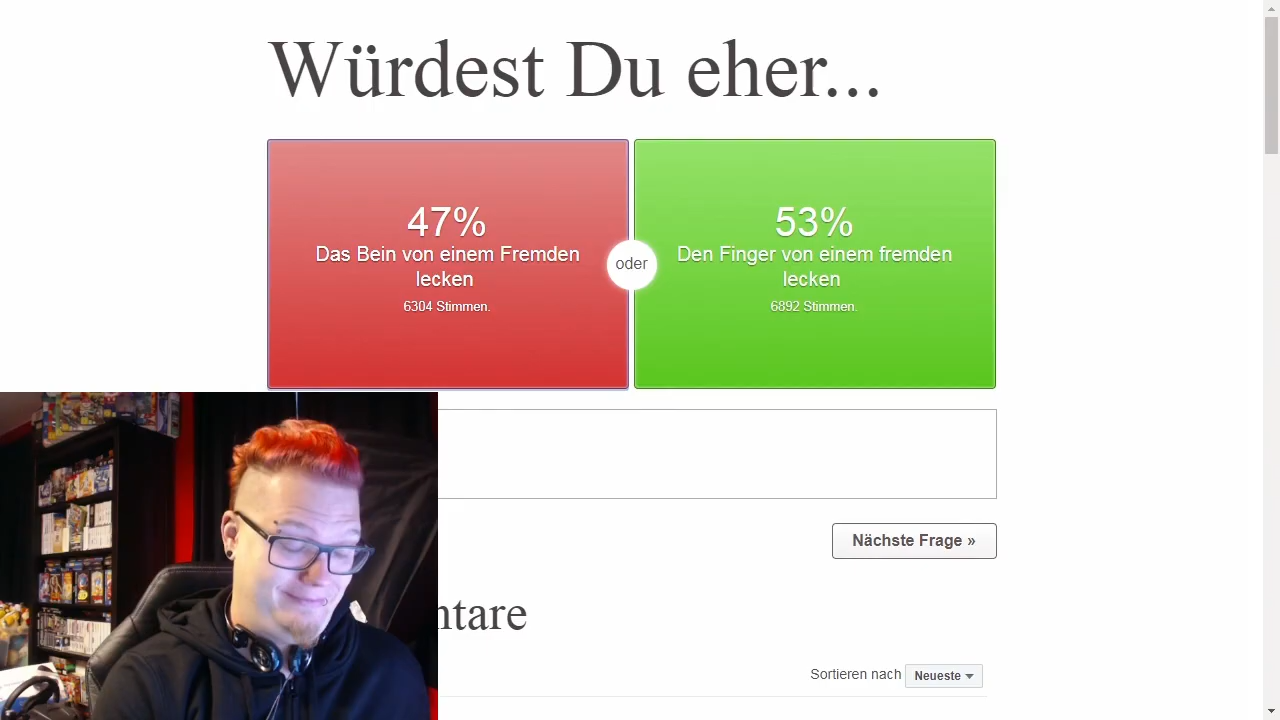 Würdest Du eher...
47%
Das Bein von einem Fremden
lecken
6304 Stimmen.
oder
53%
Den Finger von einem fremden
lecken
6892 Stimmen.
Nächste Frage »
ntare
Sortieren nach
Neueste